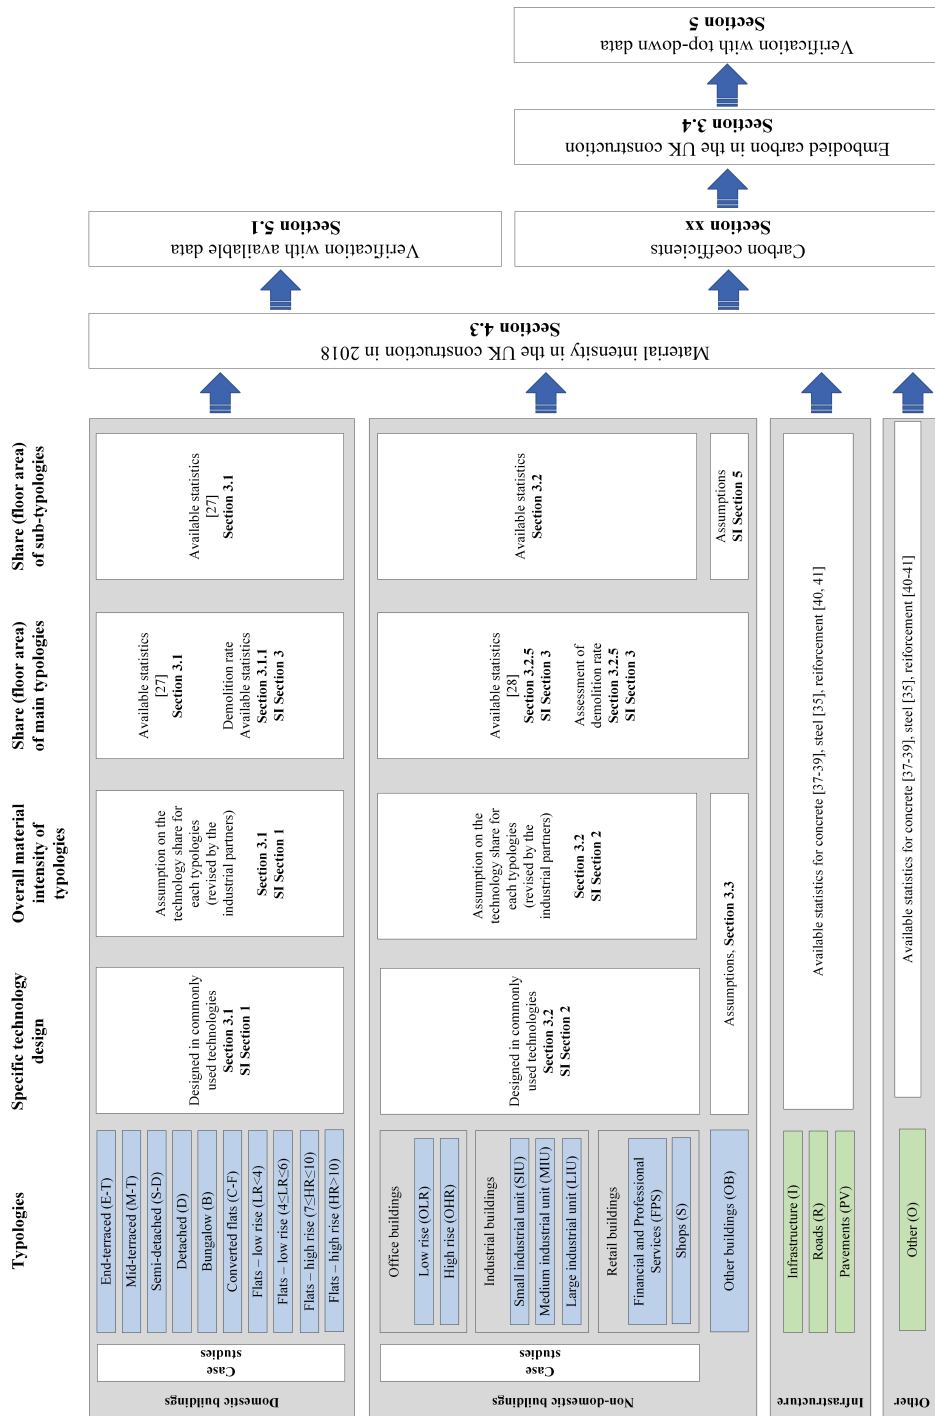 Typologies
Specific technology
design
Overall material
intensity of
typologies
Share (floor area)
of main typologies
Share (floor area)
of sub-typologies
Domestic buildings
Case
studies
End-terraced (E-T)
Mid-terraced (M-T)
Semi-detached (S-D)
Detached (D)
Bungalow (B)
Converted flats (C-F)
Flats – low rise (LR<4)
Flats – low rise (4≤LR≤6)
Flats – high rise (7≤HR≤10)
Flats – high rise (HR>10)
Designed in commonly
used technologies
Section 3.1
SI Section 1
Assumption on the
technology share for
each typologies
(revised by the
industrial partners)
Section 3.1
SI Section 1
Available statistics
[27]
Section 3.1
Demolition rate
Available statistics
Section 3.1.1
SI Section 3
Available statistics
[27]
Section 3.1
Non-domestic buildings
Case
studies
Office buildings
Low rise (OLR)
High rise (OHR)
Industrial buildings
Small industrial unit (SIU)
Medium industrial unit (MIU)
Large industrial unit (LIU)
Retail buildings
Financial and Professional
Services (FPS)
Shops (S)
Other buildings (OB)
Designed in commonly
used technologies
Section 3.2
SI Section 2
Assumption on the
technology share for
each typologies
(revised by the
industrial partners)
Section 3.2
SI Section 2
Assumptions, Section 3.3
Available statistics
[28]
Section 3.2.5
SI Section 3
Assessment of
demolition rate
Section 3.2.5
SI Section 3
Available statistics
Section 3.2
Assumptions
SI Section 5
Infrastructure
Infrastructure (I)
Roads (R)
Pavements (PV)
Available statistics for concrete [37-39], steel [35], reiforcement [40, 41]
Other
Other (O)
Available statistics for concrete [37-39], steel [35], reiforcement [40-41]
Material intensity in the UK construction in 2018
Section 4.3
Verification with available data
Section 5.1
Carbon coefficients
Section xx
Embodied carbon in the UK construction
Section 3.4
Verification with top-down data
Section 5